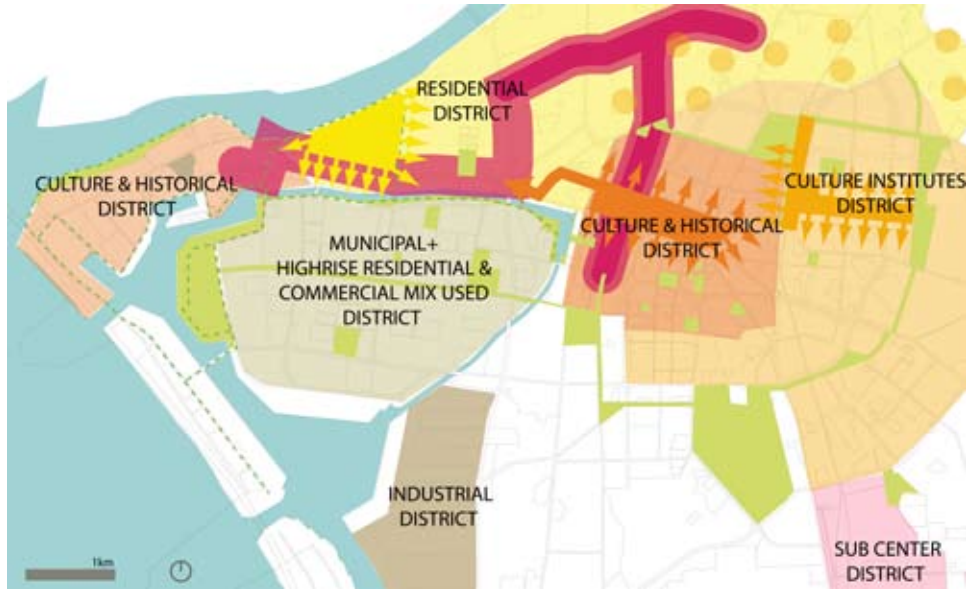 RESIDENTIAL
DISTRICT
CULTURE & HISTORICAL
DISTRICT
CULTURE INSTITUTES
DISTRICT
CULTURE & HISTORICAL
DISTRICT
MUNICIPAL+
HIGHRISE RESIDENTIAL &
COMMERCIAL MIX USED
DISTRICT
INDUSTRIAL
DISTRICT
SUB CENTER
DISTRICT
1km